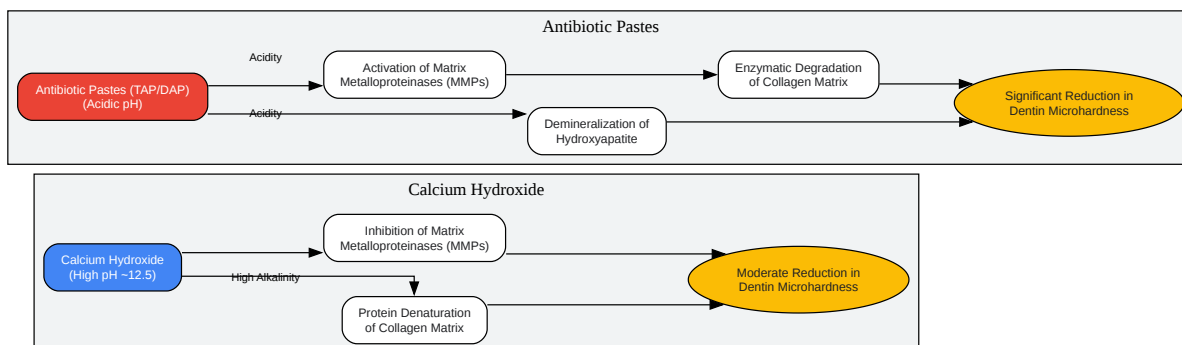 Antibiotic Pastes
Antibiotic Pastes (TAP/DAP)
(Acidic pH)
Acidity
Acidity
Activation of Matrix
Metalloproteinases (MMPs)
Demineralization of
Hydroxyapatite
Enzymatic Degradation
of Collagen Matrix
Significant Reduction in
Dentin Microhardness
Calcium Hydroxide
Calcium Hydroxide
(High pH ~12.5)
High Alkalinity
Inhibition of Matrix
Metalloproteinases (MMPs)
Protein Denaturation
of Collagen Matrix
Moderate Reduction in
Dentin Microhardness